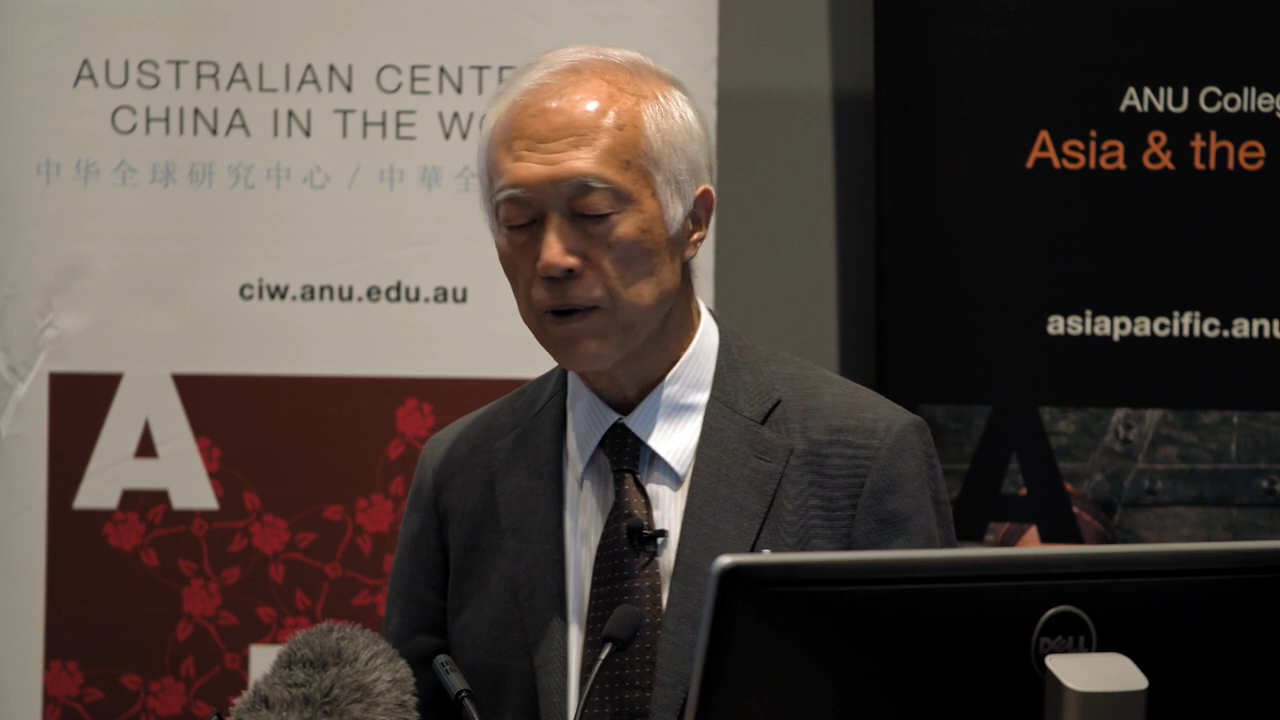 AUSTRALIAN CENT
CHINA IN THE W
中华全球研究中心 / 中華全
ciw.anu.edu.au
A
ANU Colleg
Asia & the
asiapacific.anu
A
DELL